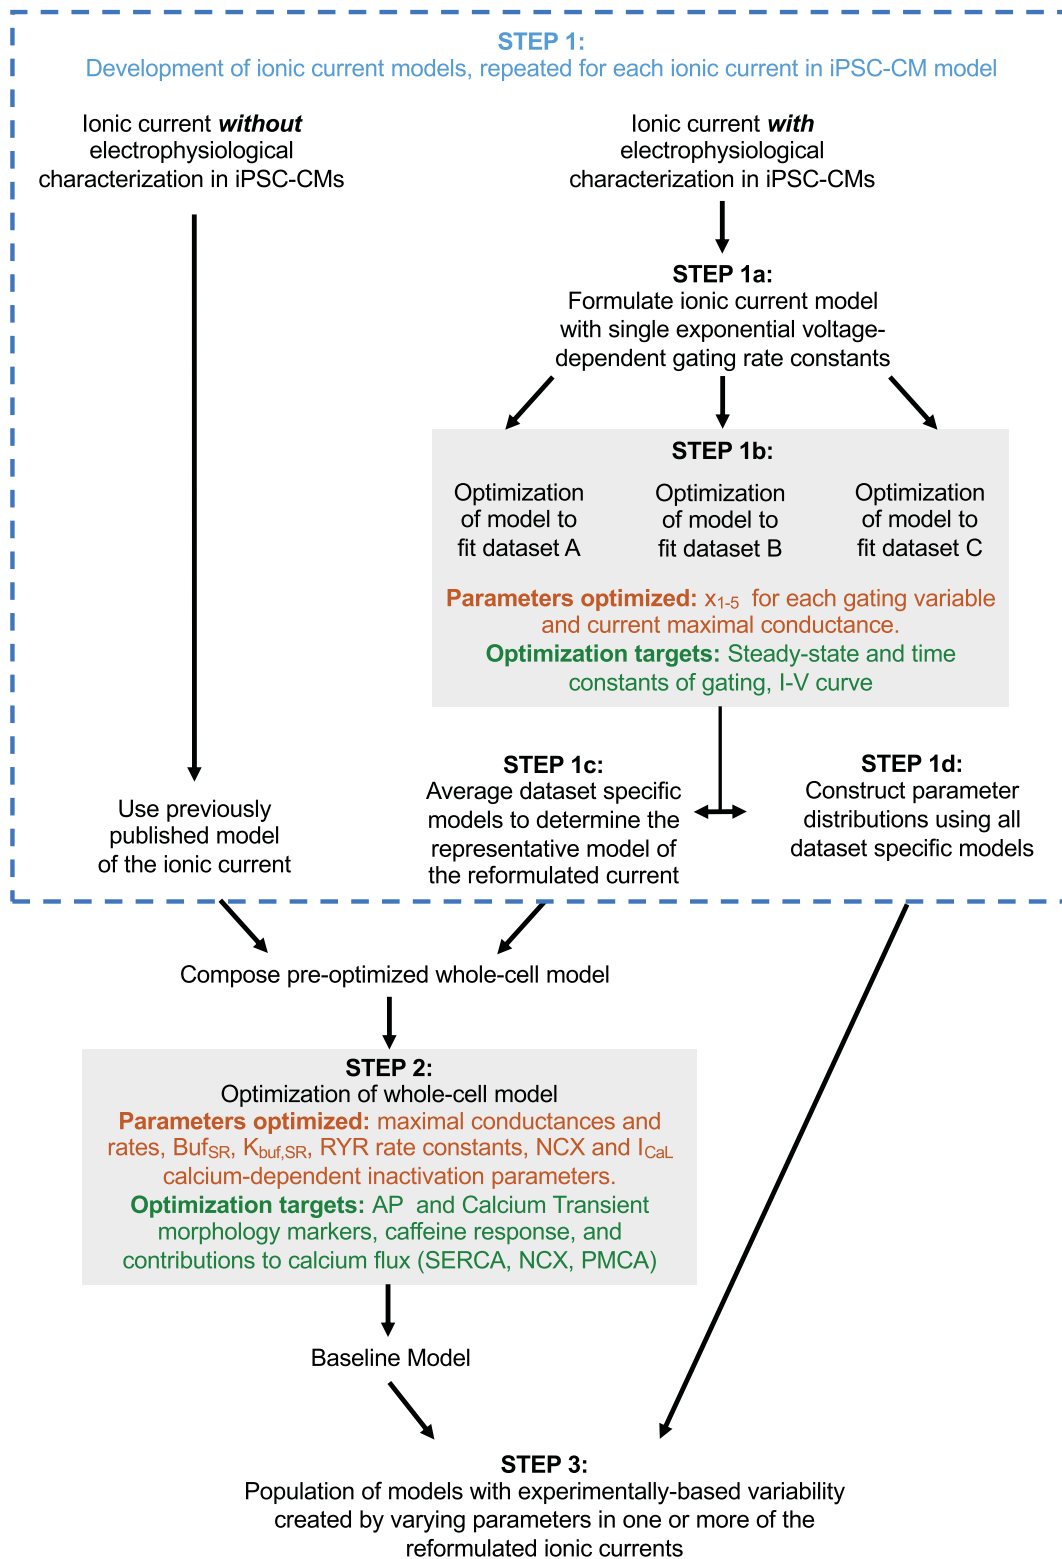 STEP 1:
Development of ionic current models, repeated for each ionic current in iPSC-CM model
Ionic current without
electrophysiological
characterization in iPSC-CMs
Ionic current with
electrophysiological
characterization in iPSC-CMs
STEP 1a:
Formulate ionic current model
with single exponential voltage-
dependent gating rate constants
STEP 1b:
Optimization
of model to
fit dataset A
Optimization
of model to
fit dataset B
Optimization
of model to
fit dataset C
Parameters optimized: x1-5 for each gating variable
and current maximal conductance.
Optimization targets: Steady-state and time
constants of gating, I-V curve
Use previously
published model
of the ionic current
STEP 1c:
Average dataset specific
models to determine the
representative model of
the reformulated current
STEP 1d:
Construct parameter
distributions using all
dataset specific models
Compose pre-optimized whole-cell model
STEP 2:
Optimization of whole-cell model
Parameters optimized: maximal conductances and
rates, BufSR, Kbuf,SR, RYR rate constants, NCX and ICaL
calcium-dependent inactivation parameters.
Optimization targets: AP and Calcium Transient
morphology markers, caffeine response, and
contributions to calcium flux (SERCA, NCX, PMCA)
Baseline Model
STEP 3:
Population of models with experimentally-based variability
created by varying parameters in one or more of the
reformulated ionic currents